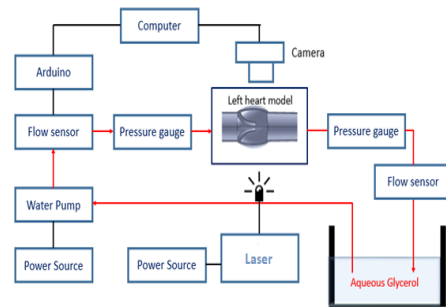 Computer
Camera
Arduino
Left heart model
Flow sensor
Pressure gauge
Pressure gauge
Flow sensor
Water Pump
Power Source
Power Source
Laser
Aqueous Glycerol